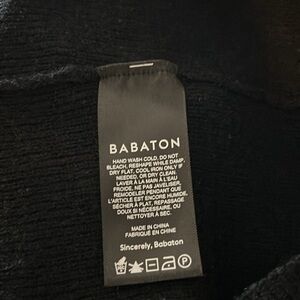 BABATON
HAND WASH COLD. DO NOT
BLEACH. RESHAPE WHILE DAMP.
DRY FLAT. COOL IRON ONLY IF
NEEDED, OR DRY CLEAN.
LAVER À LA MAIN À L'EAU
FROIDE, NE PAS JAVÉLISER.
REMODELER PENDANT QUE
L'ARTICLE EST ENCORE HUMIDE.
SÉCHER À PLAT, REPASSAGE
DOUX SI NÉCESSAIRE, OU
NETTOYER À SEC.
MADE IN CHINA
FABRIQUÉ EN CHINE
Sincerely, Babaton
P